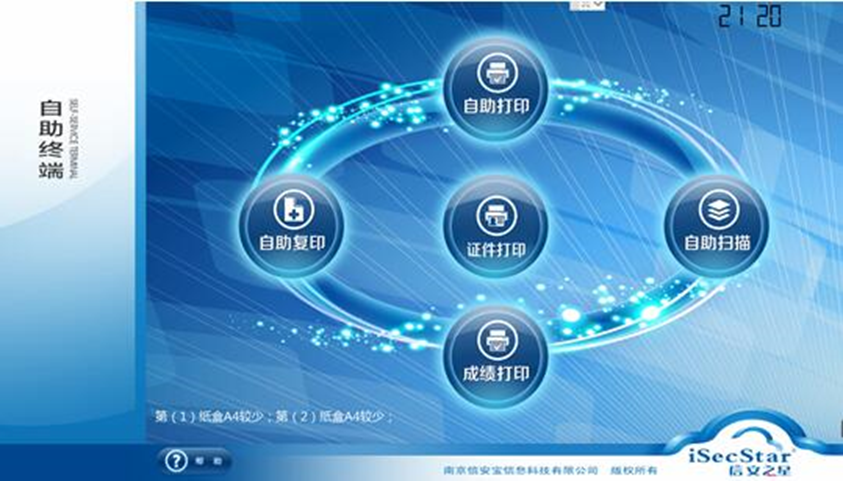 21 20
自助终端
SELF-SERVICE TERMINAL
自助打印
自助复印
证件打印
自助扫描
成绩打印
第(1)纸盒A4较少;第(2)纸盒A4较少;
? 帮 助
南京信安宝信息科技有限公司 版权所有
iSecStar®
信安之星